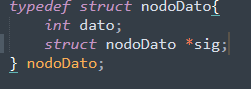 typedef struct nodoDato{
    int dato;
    struct nodoDato *sig;
} nodoDato;